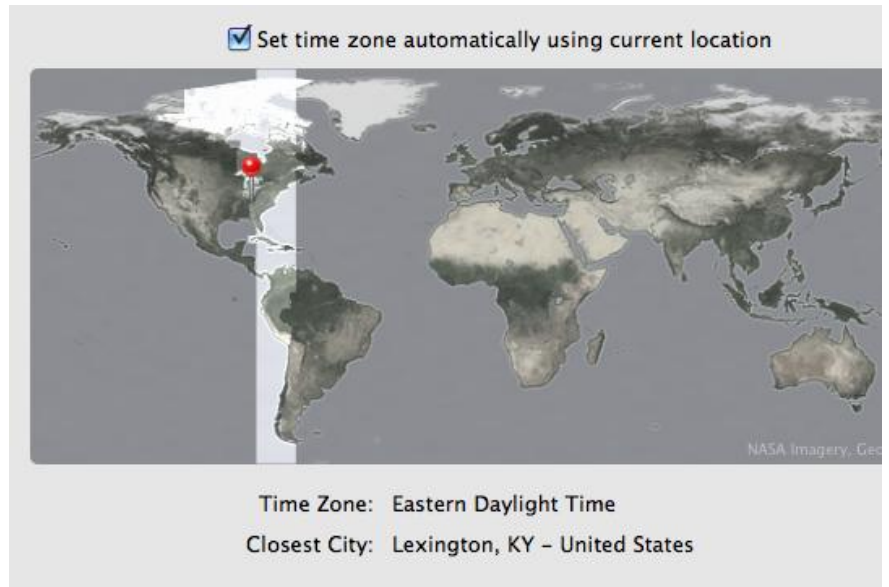 Set time zone automatically using current location
NASA Imagery,
Time Zone: Eastern Daylight Time
Closest City: Lexington, KY – United States